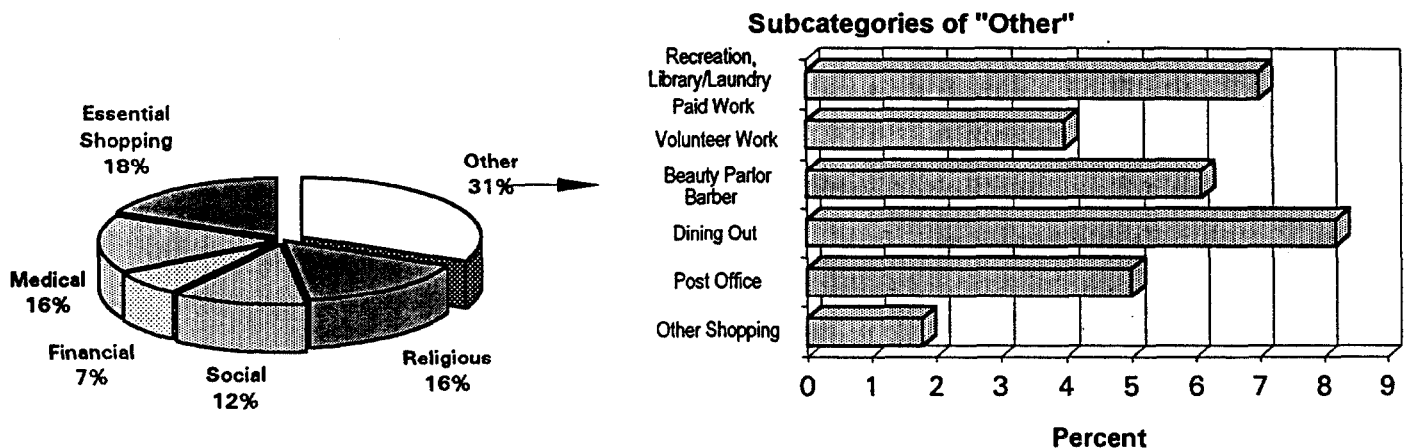 Essential
Shopping
18%
Other
31%
Medical
16%
Financial
7%
Social
12%
Religious
16%
Subcategories of "Other"
Recreation,
Library/Laundry
Paid Work
Volunteer Work
Beauty Parlor
Barber
Dining Out
Post Office
Other Shopping
0 1 2 3 4 5 6 7 8 9
Percent